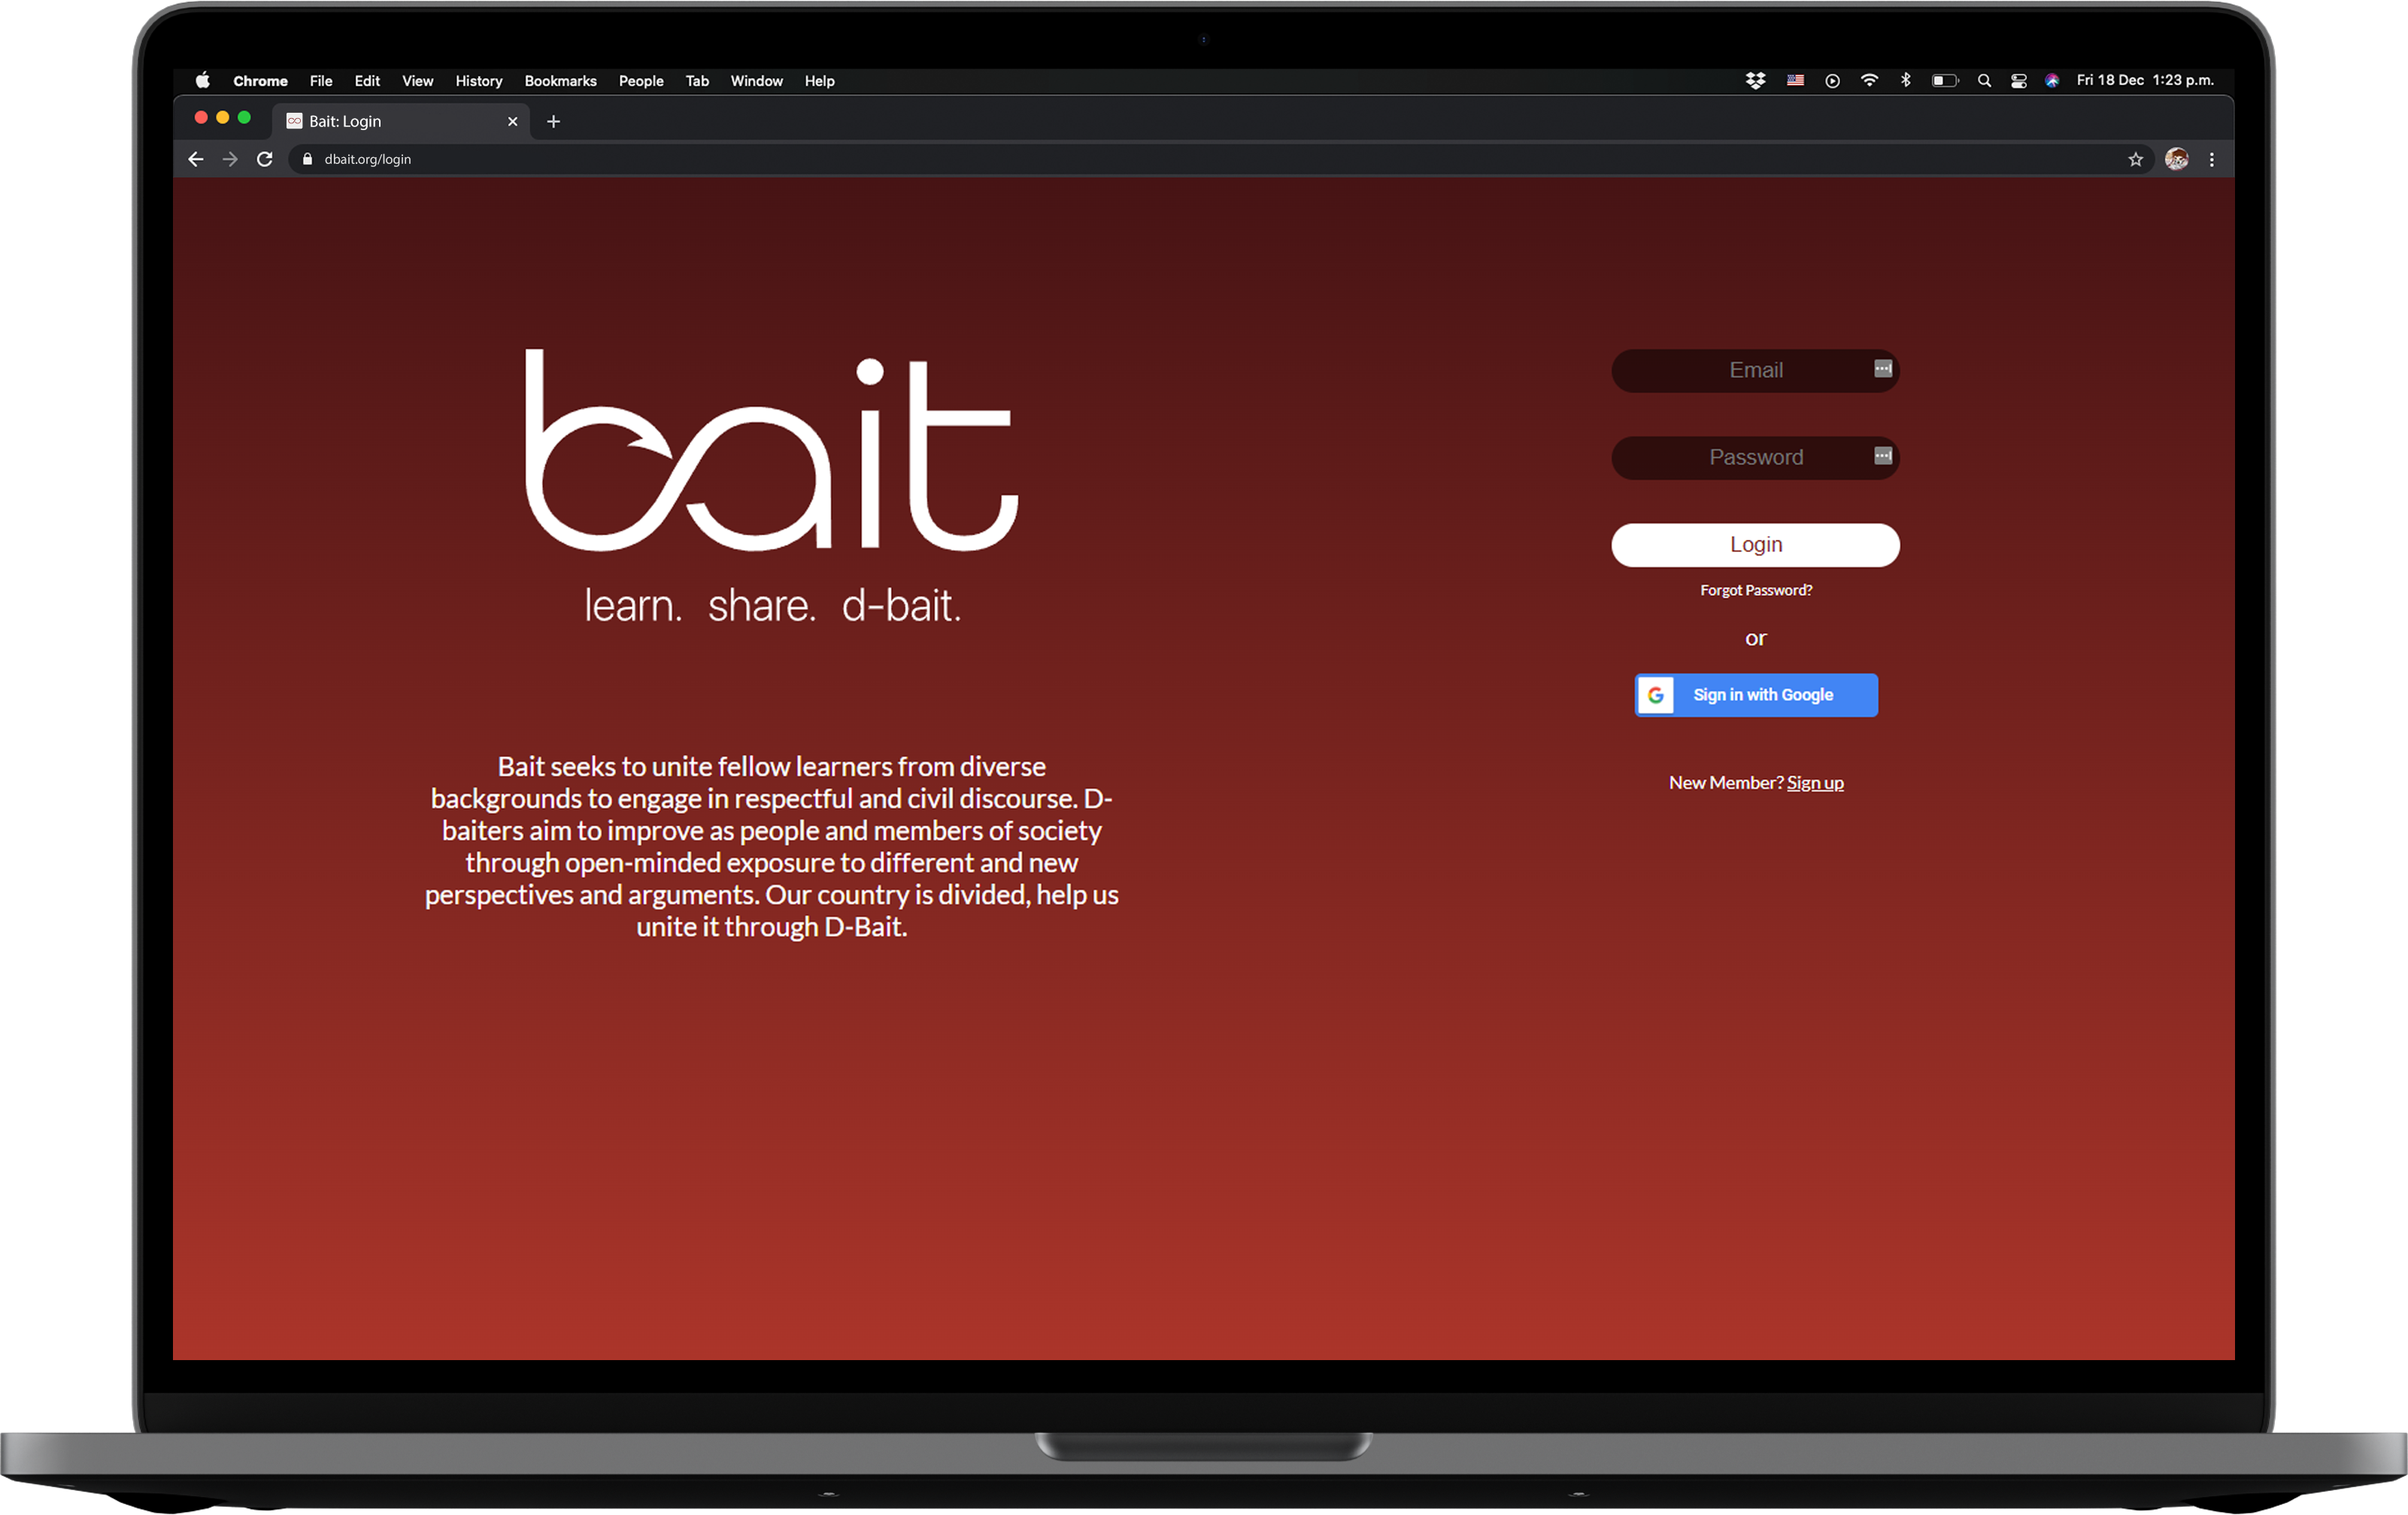 Chrome File Edit View History Bookmarks People Tab Window Help Fri 18 Dec 1:23 p.m.
Bait: Login
dbait.org/login
bait
learn. share. d-bait.
Bait seeks to unite fellow learners from diverse
backgrounds to engage in respectful and civil discourse. D-
baiters aim to improve as people and members of society
through open-minded exposure to different and new
perspectives and arguments. Our country is divided, help us
unite it through D-Bait.
Email
Password
Login
Forgot Password?
or
G Sign in with Google
New Member? Sign up